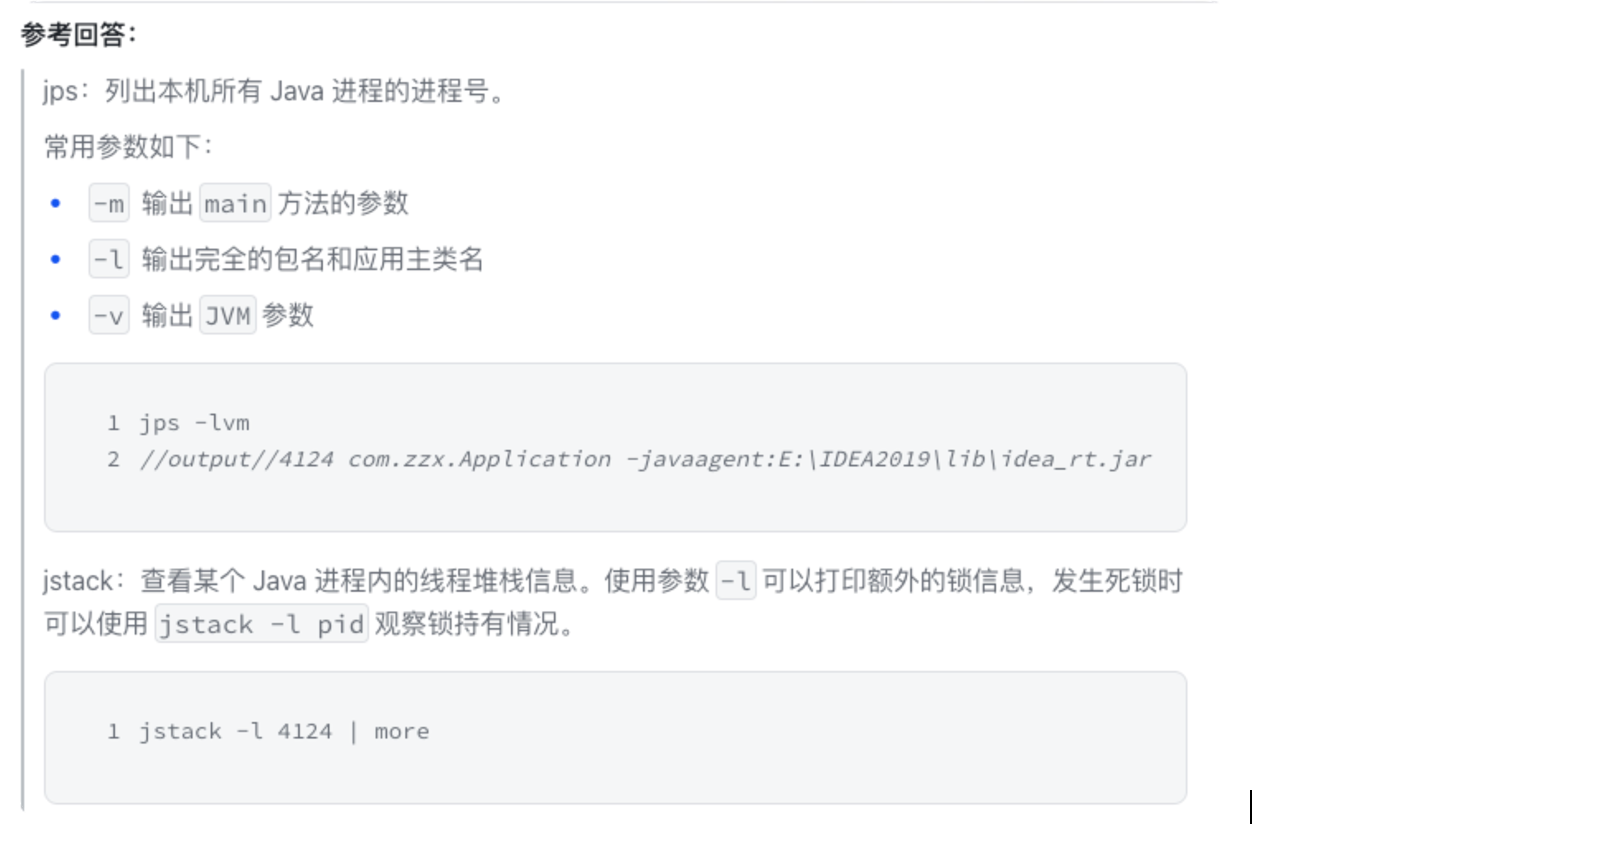 参考回答：
jps：列出本机所有 Java 进程的进程号。
常用参数如下：
• -m 输出 main 方法的参数
• -l 输出完全的包名和应用主类名
• -v 输出 JVM 参数
1 jps -lvm
2 //output//4124 com.zzx.Application -javaagent:E:\IDEA2019\lib\idea_rt.jar
jstack：查看某个 Java 进程内的线程堆栈信息。使用参数 -l 可以打印额外的锁信息，发生死锁时
可以使用 jstack -l pid 观察锁持有情况。
1 jstack -l 4124 | more